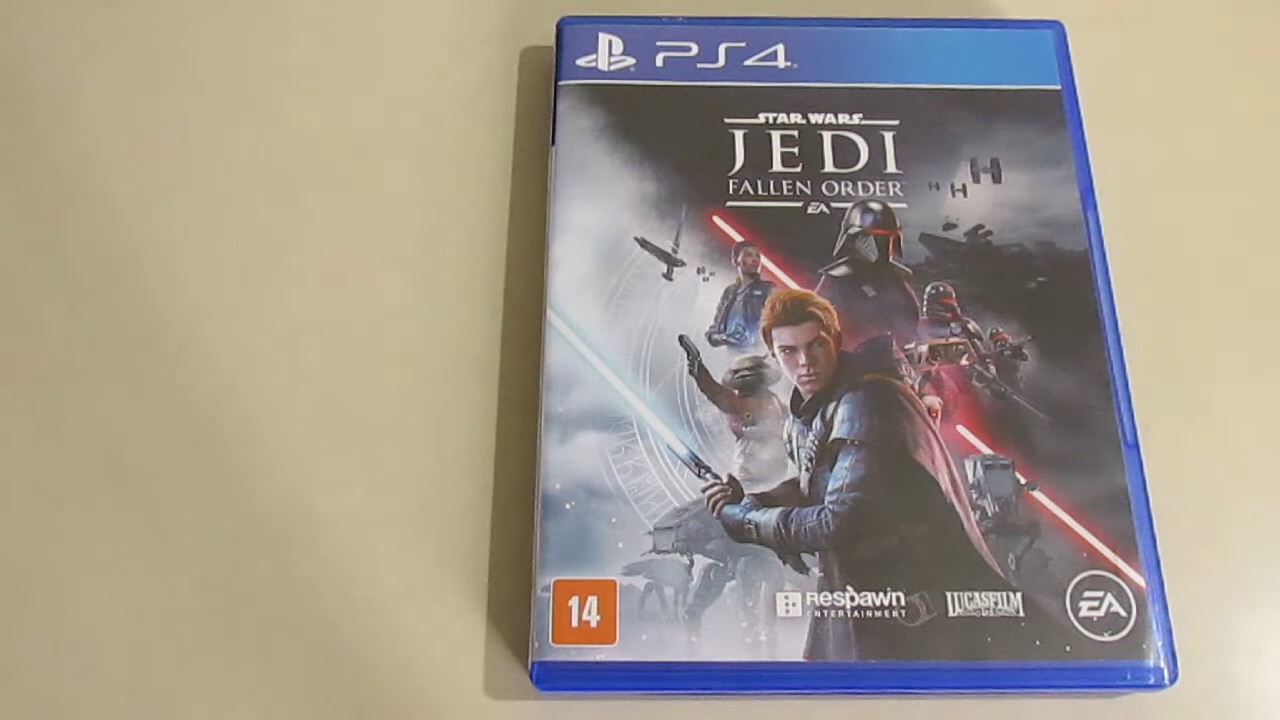 PS4
STAR WARS
JEDI
FALLEN ORDER
EA
14
RESPAWN
ENTERTAINMENT
LUCASFILM
EA